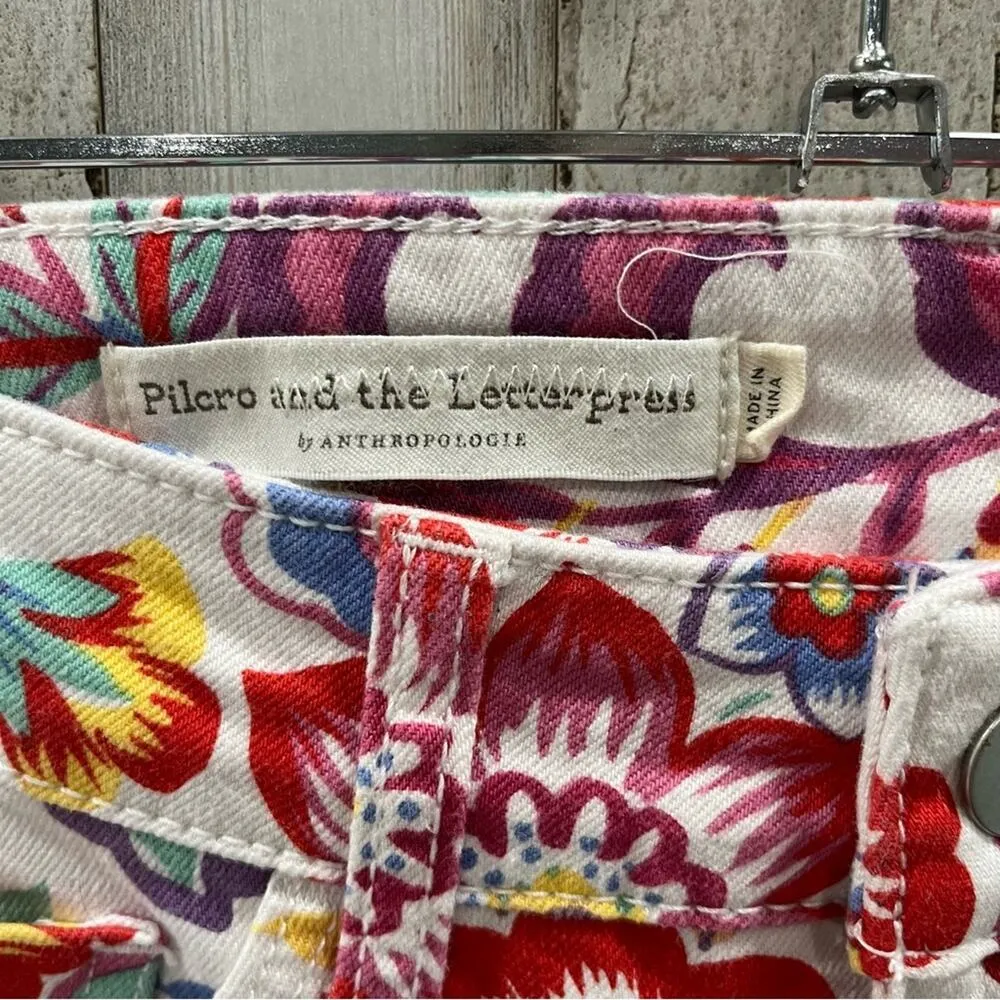 Pilcro and the Letterpress
by ANTHROPOLOGIE
MADE IN
CHINA